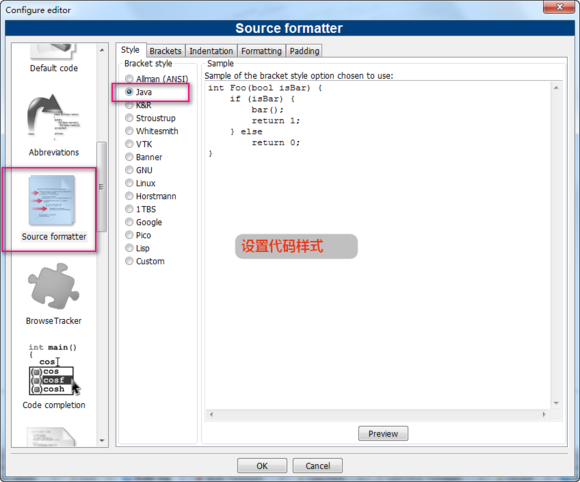 Configure editor
Source formatter
Default code
Abbreviations
Source formatter
BrowseTracker
int main()
{
cos
cos
cosf
cosh
Code completion
Style
Brackets
Indentation
Formatting
Padding
Bracket style
Allman (ANSI)
Java
K&R
Stroustrup
Whitesmith
VTK
Banner
GNU
Linux
Horstmann
1TBS
Google
Pico
Lisp
Custom
Sample
Sample of the bracket style option chosen to use:
int Foo(bool isBar) {
    if (isBar) {
        bar();
        return 1;
    } else
        return 0;
}
设置代码样式
Preview
OK
Cancel